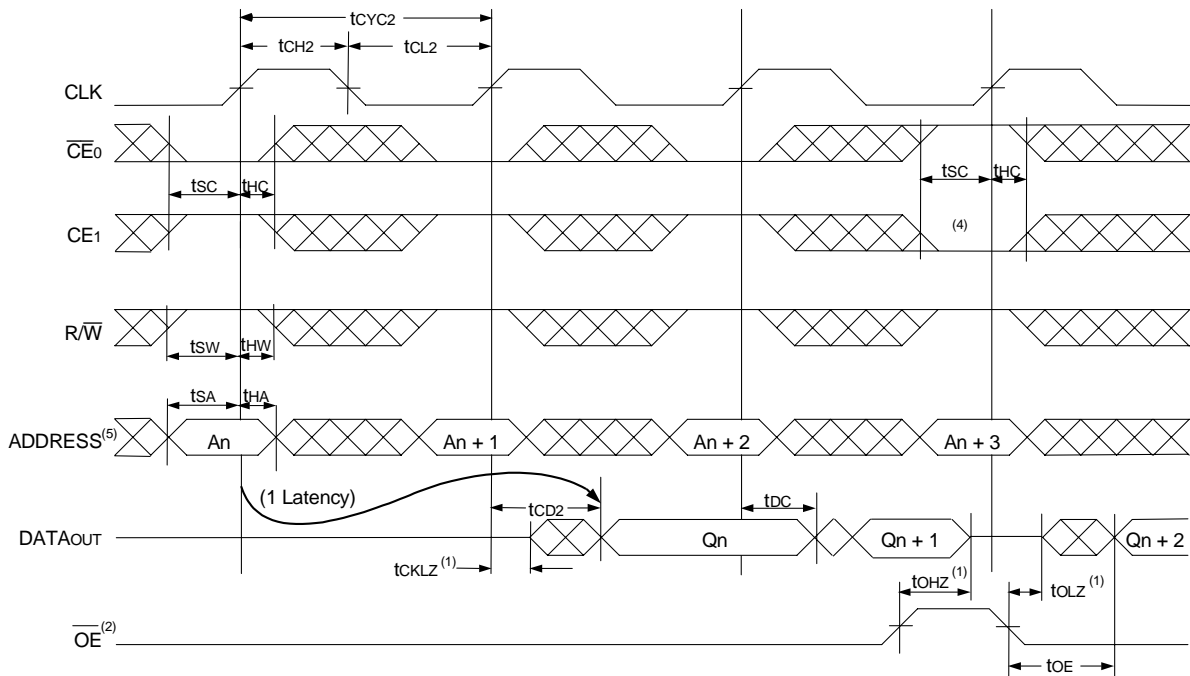 tCYC2
tCH2 tCL2
CLK
CE0
tSC tHC tSC tHC
CE1 (4)
R/W
tSW tHW
tSA tHA
ADDRESS(5) An An + 1 An + 2 An + 3
(1 Latency) tCD2 tDC
DATAOUT Qn Qn + 1 Qn + 2
tCKLZ(1) tOHZ(1) tOLZ(1)
OE(2)
tOE